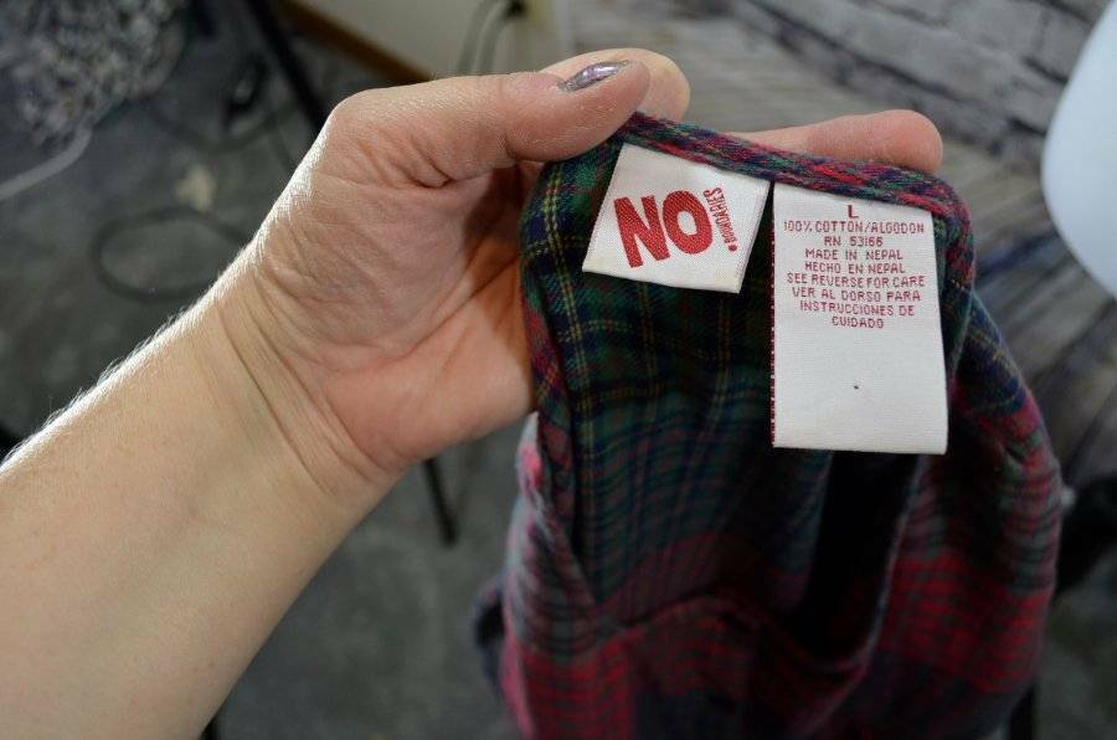 NO
BOUNDARIES
L
100% COTTON/ALGODON
RN 53166
MADE IN NEPAL
HECHO EN NEPAL
SEE REVERSE FOR CARE
VER AL DORSO PARA
INSTRUCCIONES DE
CUIDADO